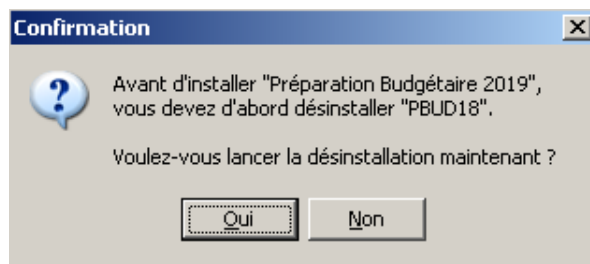 Confirmation
Avant d'installer "Préparation Budgétaire 2019",
vous devez d'abord désinstaller "PBUD18".
Voulez-vous lancer la désinstallation maintenant ?
Oui
Non